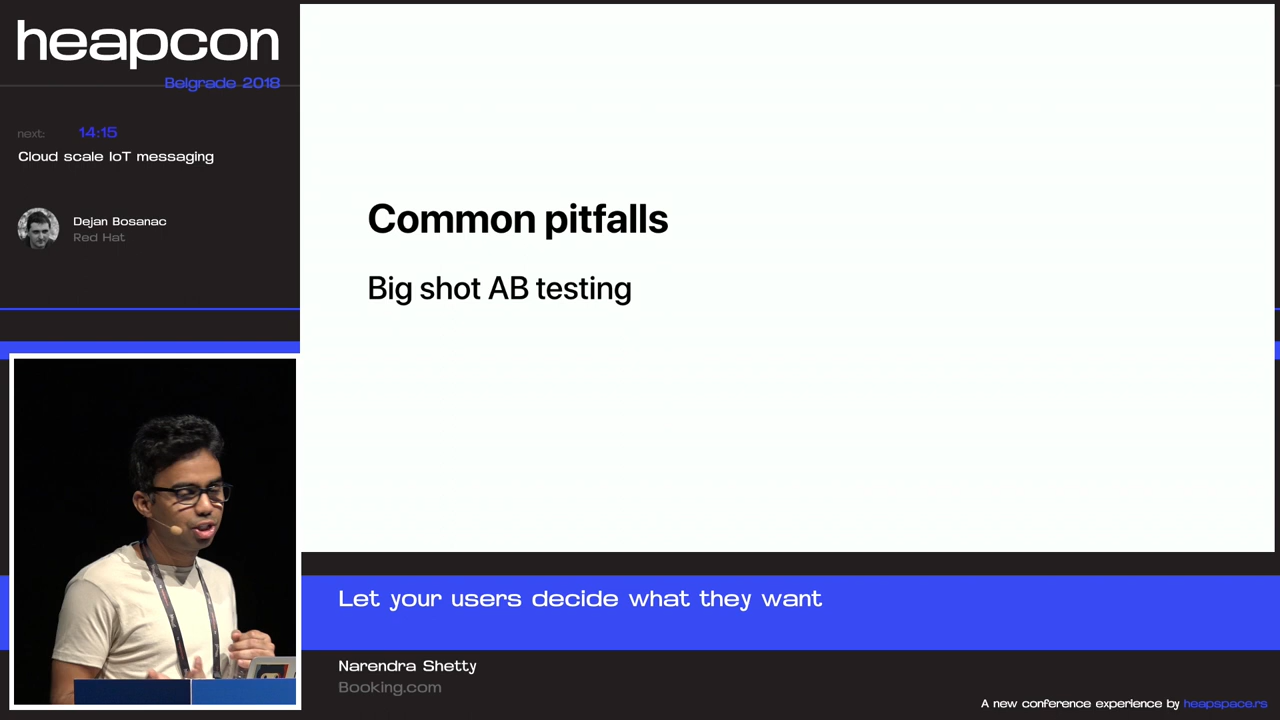 heapcon
Belgrade 2018
next: 14:15
Cloud scale IoT messaging
Dejan Bosanac
Red Hat
Common pitfalls
Big shot AB testing
Let your users decide what they want
Narendra Shetty
Booking.com
A new conference experience by heapspace.rs